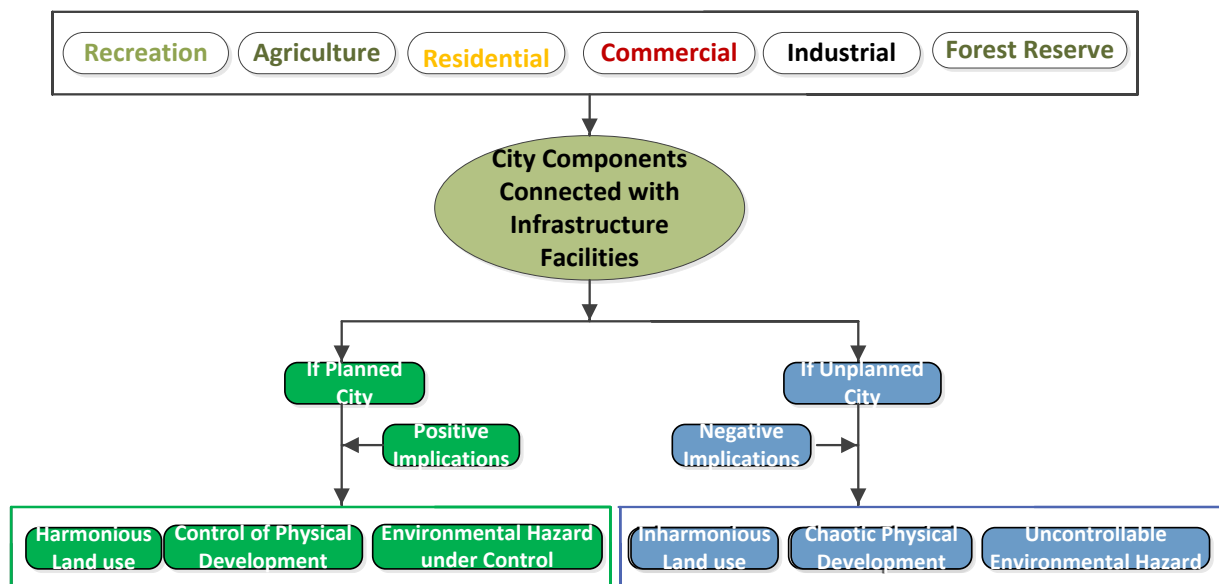 Recreation
Agriculture
Residential
Commercial
Industrial
Forest Reserve
City Components
Connected with
Infrastructure
Facilities
If Planned
City
If Unplanned
City
Positive
Implications
Negative
Implications
Harmonious
Land use
Control of Physical
Development
Environmental Hazard
under Control
Inharmonious
Land use
Chaotic Physical
Development
Uncontrollable
Environmental Hazard